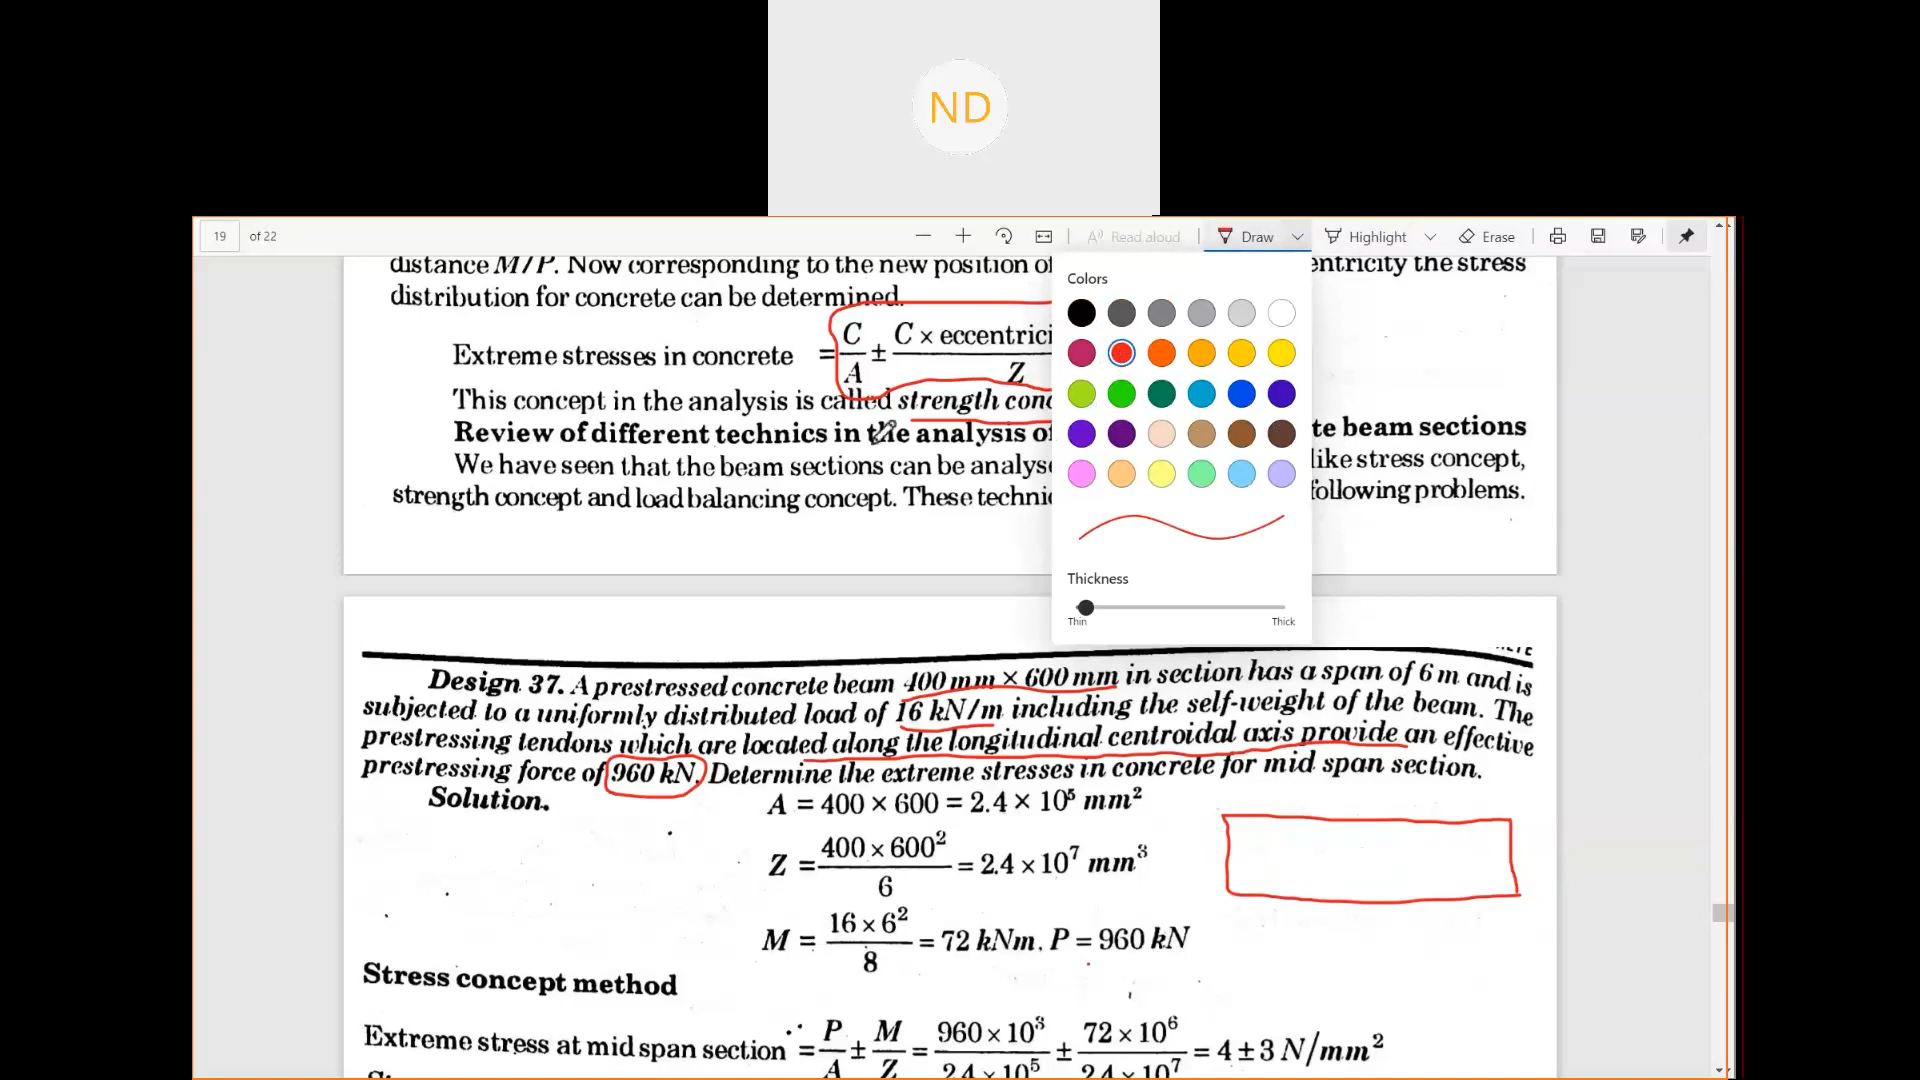 ND
19 of 22 Read aloud Draw Highlight Erase
distance M/P. Now corresponding to the new position of entricity the stress
distribution for concrete can be determined.
Extreme stresses in concrete = C/A ± C × eccentrici/Z
This concept in the analysis is called strength conc
Review of different technics in the analysis of te beam sections
We have seen that the beam sections can be analyse like stress concept,
strength concept and load balancing concept. These technic following problems.
Colors
Thickness
Thin Thick
Design 37. A prestressed concrete beam 400 mm × 600 mm in section has a span of 6 m and is
subjected to a uniformly distributed load of 16 kN/m including the self-weight of the beam. The
prestressing tendons which are located along the longitudinal centroidal axis provide an effective
prestressing force of 960 kN. Determine the extreme stresses in concrete for mid span section.
Solution. A = 400 × 600 = 2.4 × 10⁵ mm²
Z = 400 × 600²/6 = 2.4 × 10⁷ mm³
M = 16 × 6²/8 = 72 kNm. P = 960 kN
Stress concept method
Extreme stress at mid span section = P/A ± M/Z = 960 × 10³/2.4 × 10⁵ ± 72 × 10⁶/2.4 × 10⁷ = 4 ± 3 N/mm²